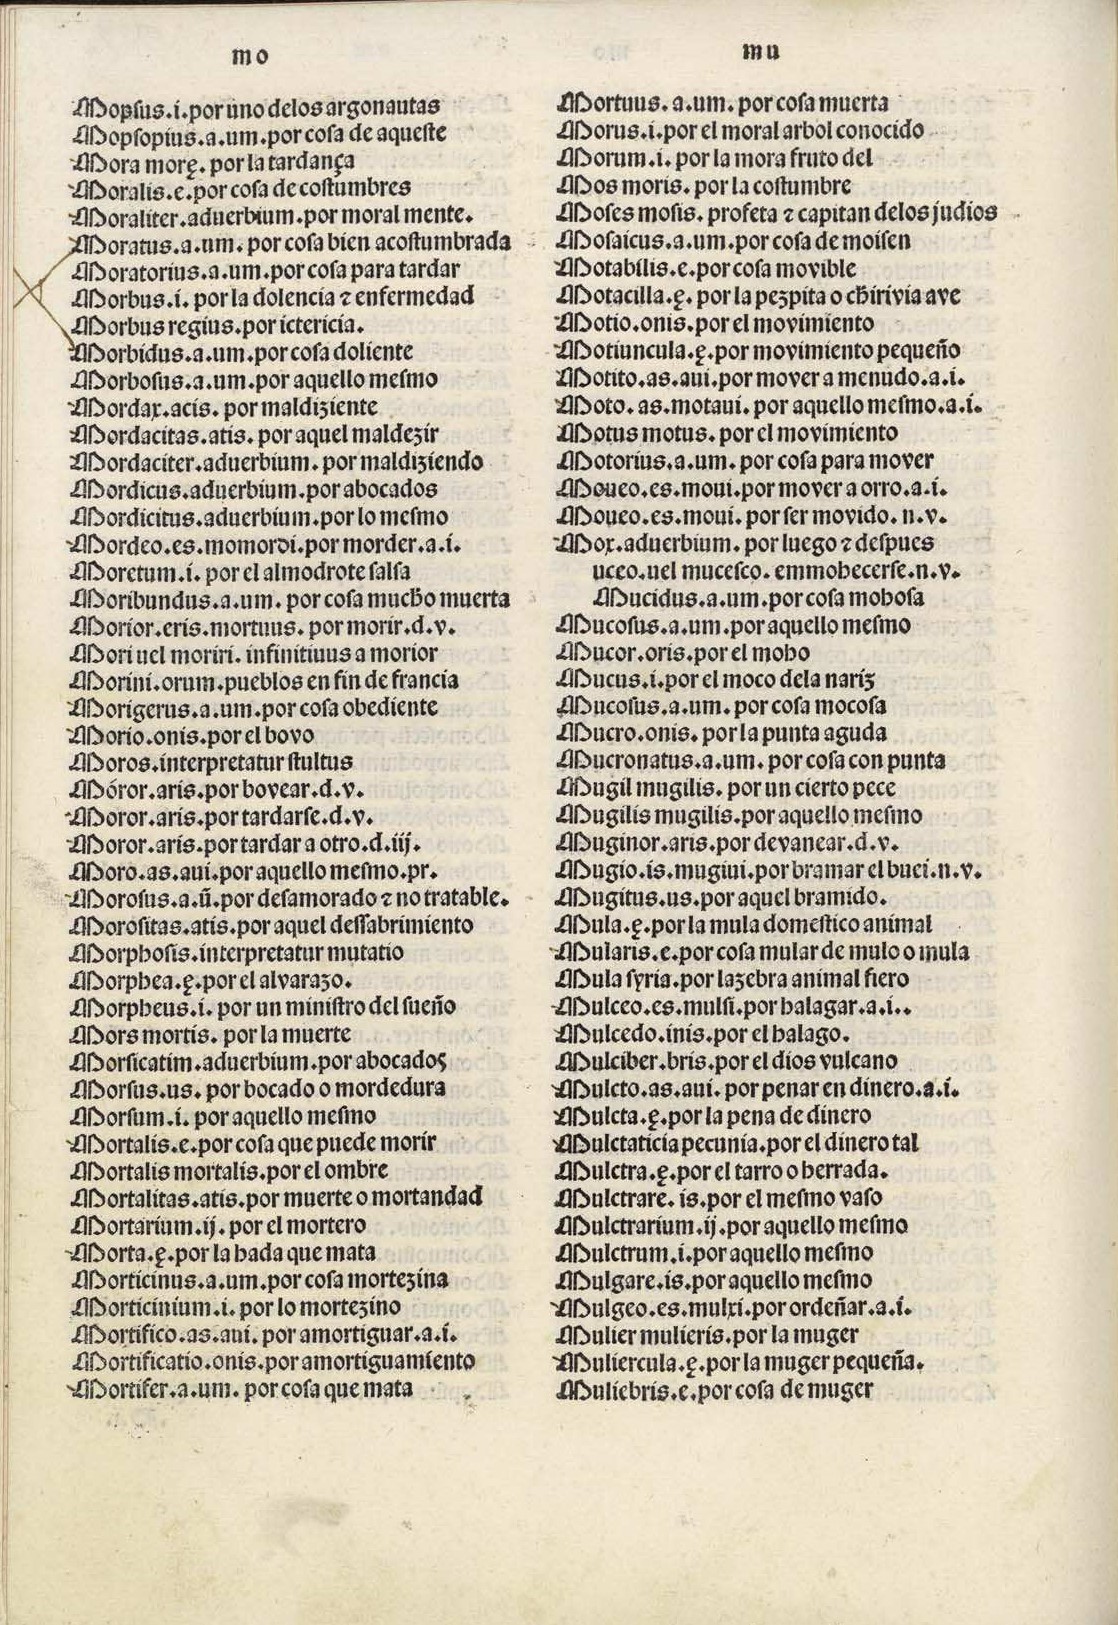 mo
Mopsus.i.por uno delos argonautas
Mopsopius.a.um.por cosa de aqueste
Mora morę.por la tardança
Moralis.e.por cosa de costumbres
Moraliter.aduerbium.por moral mente.
Moratus.a.um.por cosa bien acostumbrada
Moratorius.a.um.por cosa para tardar
Morbus.i.por la dolencia ⁊ enfermedad
Morbus regius.por ictericia.
Morbidus.a.um.por cosa doliente
Morbosus.a.um.por aquello mesmo
Mordax.acis.por maldiziente
Mordacitas.atis.por aquel maldezir
Mordaciter.aduerbium.por maldiziendo
Mordicus.aduerbium.por abocados
Mordicitus.aduerbium.por lo mesmo
Mordeo.es.momordi.por morder.a.i.
Moretum.i.por el almodrote salsa
Moribundus.a.um.por cosa mucho muerta
Morior.eris.mortuus.por morir.d.v.
Mori uel moriri.infinitiuus a morior
Morini.orum.pueblos en fin de francia
Morigerus.a.um.por cosa obediente
Morio.onis.por el bovo
Moros.interpretatur stultus
Móror.aris.por bovear.d.v.
Moror.aris.por tardarse.d.v.
Moror.aris.por tardar a otro.d.iij.
Moro.as.aui.por aquello mesmo.pr.
Morosus.a.ũ.por desamorado ⁊ no tratable.
Morositas.atis.por aquel dessabrimiento
Morphosis.interpretatur mutatio
Morphea.ę.por el alvarazo.
Morpheus.i.por un ministro del sueño
Mors mortis.por la muerte
Morsicatim.aduerbium.por abocados
Morsus.us.por bocado o mordedura
Morsum.i.por aquello mesmo
Mortalis.e.por cosa que puede morir
Mortalis mortalis.por el ombre
Mortalitas.atis.por muerte o mortandad
Mortarium.ij.por el mortero
Morta.ę.por la hada que mata
Morticinus.a.um.por cosa mortezina
Morticinium.i.por lo mortezino
Mortifico.as.aui.por amortiguar.a.i.
Mortificatio.onis.por amortiguamiento
Mortifer.a.um.por cosa que mata
mu
Mortuus.a.um.por cosa muerta
Morus.i.por el moral arbol conocido
Morum.i.por la mora fruto del
Mos moris.por la costumbre
Moses mosis.profeta ⁊ capitan delos judios
Mosaicus.a.um.por cosa de moisen
Motabilis.e.por cosa movible
Motacilla.ę.por la pezpita o chirivia ave
Motio.onis.por el movimiento
Motiuncula.ę.por movimiento pequeño
Motito.as.aui.por mover a menudo.a.i.
Moto.as.motaui.por aquello mesmo.a.i.
Motus motus.por el movimiento
Motorius.a.um.por cosa para mover
Moueo.es.moui.por mover a orro.a.i.
Moueo.es.moui.por ser movido.n.v.
Mox.aduerbium.por luego ⁊ despues
uceo.uel mucesco.emmohecerse.n.v.
Mucidus.a.um.por cosa mohosa
Mucosus.a.um.por aquello mesmo
Mucor.oris.por el moho
Mucus.i.por el moco dela nariz
Mucosus.a.um.por cosa mocosa
Mucro.onis.por la punta aguda
Mucronatus.a.um.por cosa con punta
Mugil mugilis.por un cierto pece
Mugilis mugilis.por aquello mesmo
Muginor.aris.por devanear.d.v.
Mugio.is.mugiui.por bramar el buei.n.v.
Mugitus.us.por aquel bramido.
Mula.ę.por la mula domestico animal
Mularis.e.por cosa mular de mulo o mula
Mula syria.por lazebra animal fiero
Mulceo.es.mulsi.por halagar.a.i..
Mulcedo.inis.por el halago.
Mulciber.bris.por el dios vulcano
Mulcto.as.aui.por penar en dinero.a.i.
Mulcta.ę.por la pena de dinero
Mulctaticia pecunia.por el dinero tal
Mulctra.ę.por el tarro o herrada.
Mulctrare.is.por el mesmo vaso
Mulctrarium.ij.por aquello mesmo
Mulctrum.i.por aquello mesmo
Mulgare.is.por aquello mesmo
Mulgeo.es.mulxi.por ordeñar.a.i.
Mulier mulieris.por la muger
Muliercula.ę.por la muger pequeña.
Muliebris.e.por cosa de muger